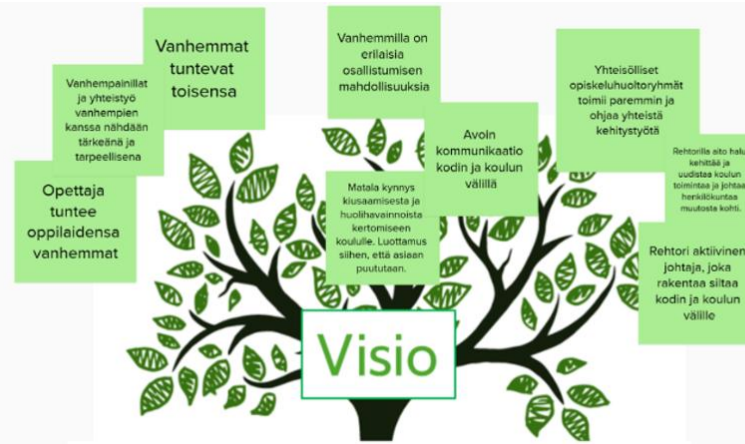 Vanhemmat
tuntevat
toisensa
Vanhempainillat
ja yhteistyö
vanhempien
kanssa nähdään
tärkeänä ja
tarpeellisena
Opettaja
tuntee
oppilaidensa
vanhemmat
Vanhemmilla on
erilaisia
osallistumisen
mahdollisuuksia
Avoin
kommunikaatio
kodin ja koulun
välillä
Matala kynnys
kiusaamisesta ja
huolihavainnoista
kertomiseen
koululle. Luottamus
siihen, että asiaan
puututaan.
Yhteisölliset
opiskeluhuoltoryhmät
toimii paremmin ja
ohjaa yhteistä
kehitystyötä
Rehtorilla aito halu
kehittää ja
uudistaa koulun
toimintaa ja johtaa
henkilökuntaa
muutosta kohti.
Rehtori aktiivinen
johtaja, joka
rakentaa siltaa
kodin ja koulun
välille
Visio